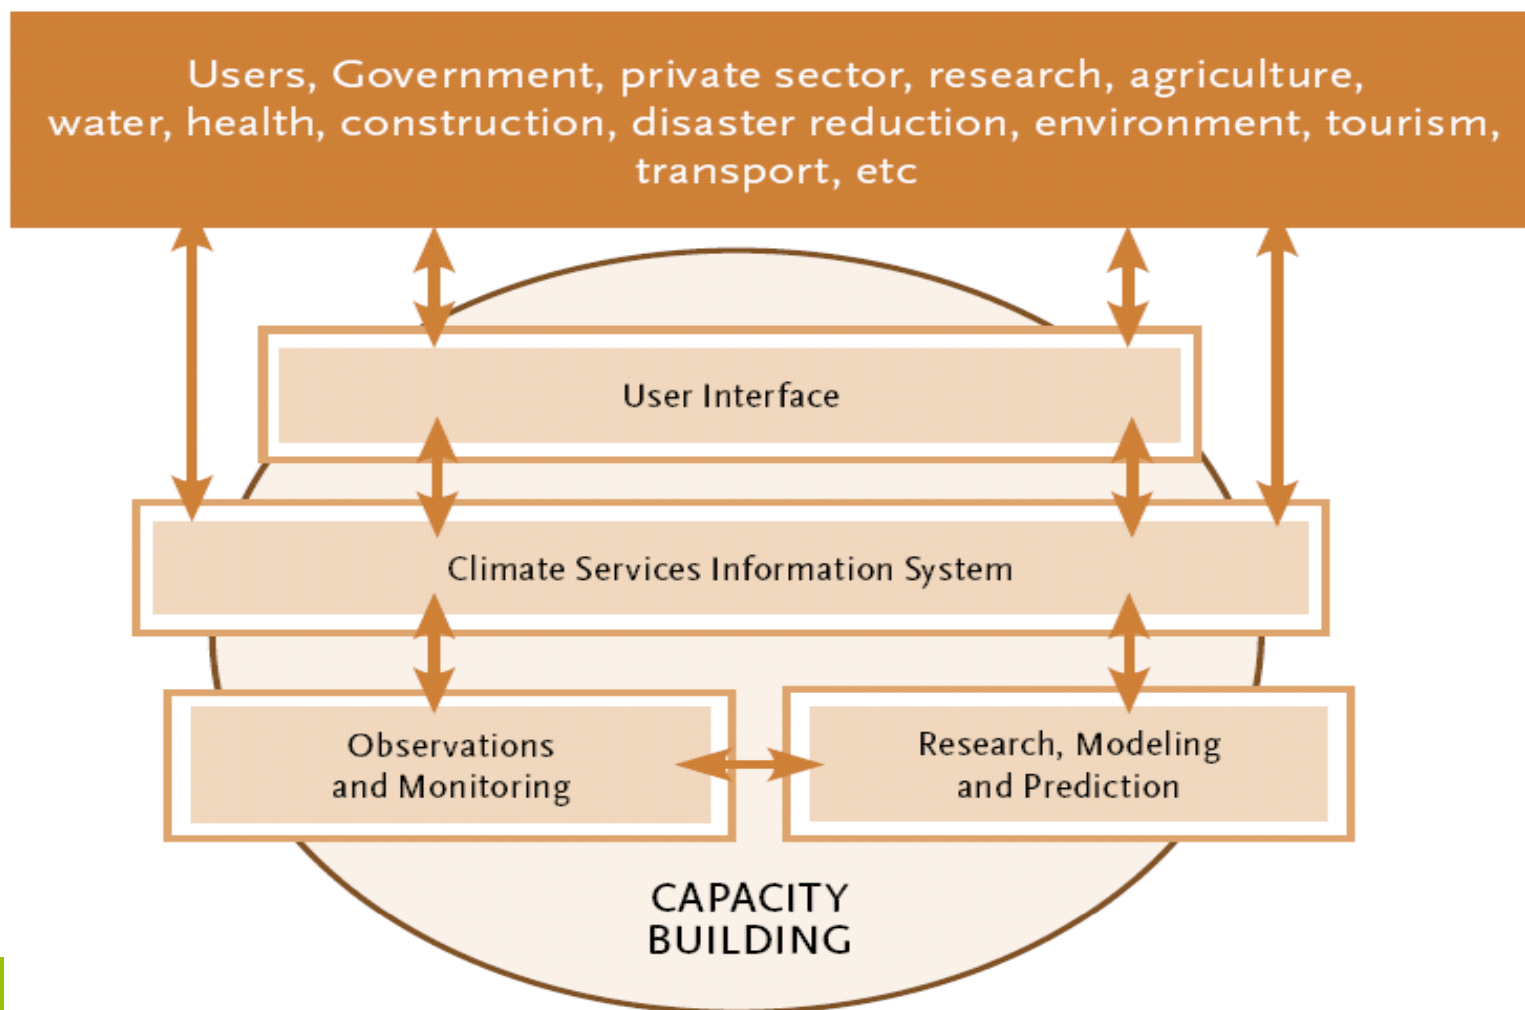 Users, Government, private sector, research, agriculture,
water, health, construction, disaster reduction, environment, tourism,
transport, etc
User Interface
Climate Services Information System
Observations
and Monitoring
Research, Modeling
and Prediction
CAPACITY
BUILDING